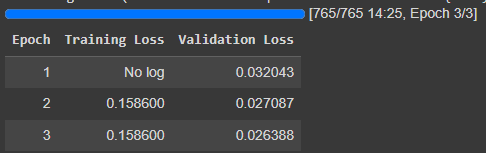 [765/765 14:25, Epoch 3/3]
Epoch Training Loss Validation Loss
1 No log 0.032043
2 0.158600 0.027087
3 0.158600 0.026388